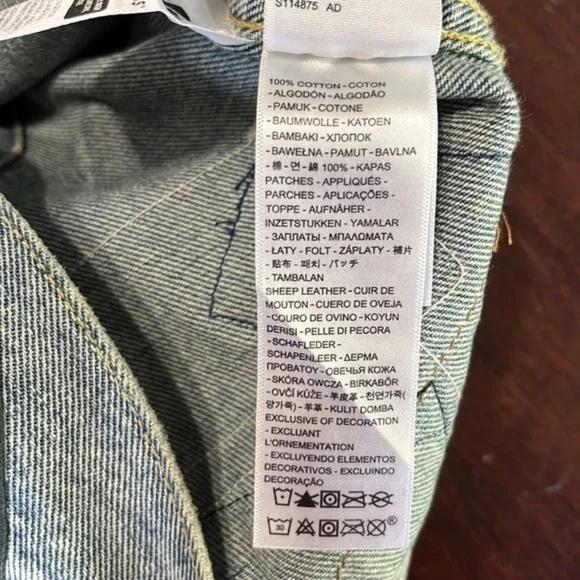 S114875 AD
100% COTTON - COTON
- ALGODÓN - ALGODÃO
- PAMUK - COTONE
- BAUMWOLLE - KATOEN
- BAMBAKI - ХЛОПОК
- BAWEŁNA - PAMUT - BAVLNA
棉 - 면 - 綿 100% - KAPAS
PATCHES - APPLIQUÉS -
PARCHES - APLICAÇÕES -
TOPPE - AUFNÄHER -
INZETSTUKKEN - YAMALAR
- ЗАПЛАТЫ - ΜΠΑΛΩΜΑΤΑ
- ŁATY - FOLT - ZÁPLATY - 補片
- 貼布 - 패치 - パッチ
- TAMBALAN
SHEEP LEATHER - CUIR DE
MOUTON - CUERO DE OVEJA
- COURO DE OVINO - KOYUN
DERISI - PELLE DI PECORA
- SCHAFLEDER -
SCHAPENLEER - ΔΕΡΜΑ
ΠΡΟΒΑΤΟΥ - ОВЕЧЬЯ КОЖА
- SKÓRA OWCZA - BIRKABŐR
- OVČÍ KŮŽE - 羊皮革 - 천연가죽(
양가죽) - 羊革 - KULIT DOMBA
EXCLUSIVE OF DECORATION
- EXCLUANT
L'ORNEMENTATION
- EXCLUYENDO ELEMENTOS
DECORATIVOS - EXCLUINDO
DECORAÇÃO
30 ®